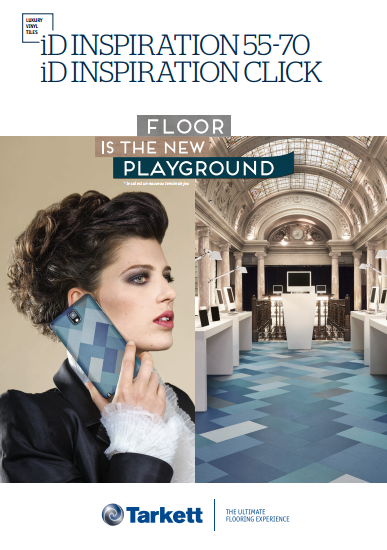 LUXURY
VINYL
TILES
iD INSPIRATION 55-70
iD INSPIRATION CLICK
FLOOR
IS THE NEW
PLAYGROUND
Tarkett
THE ULTIMATE
FLOORING EXPERIENCE